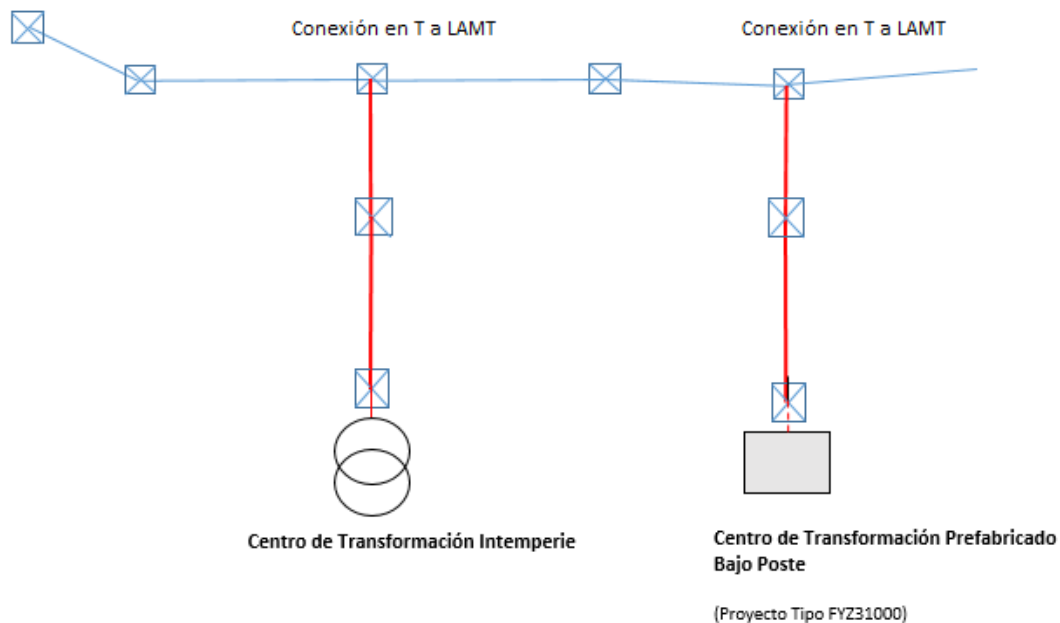 Conexión en T a LAMT
Conexión en T a LAMT
Centro de Transformación Intemperie
Centro de Transformación Prefabricado
Bajo Poste
(Proyecto Tipo FYZ31000)